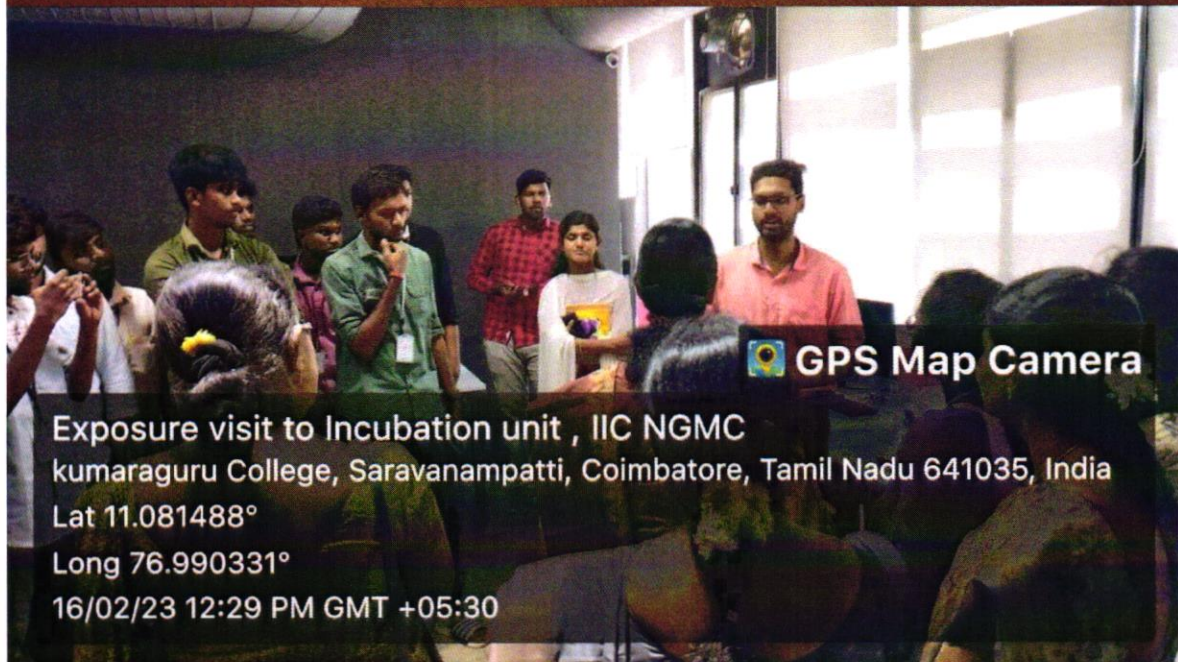 GPS Map Camera
Exposure visit to Incubation unit , IIC NGMC
kumaraguru College, Saravanampatti, Coimbatore, Tamil Nadu 641035, India
Lat 11.081488°
Long 76.990331°
16/02/23 12:29 PM GMT +05:30